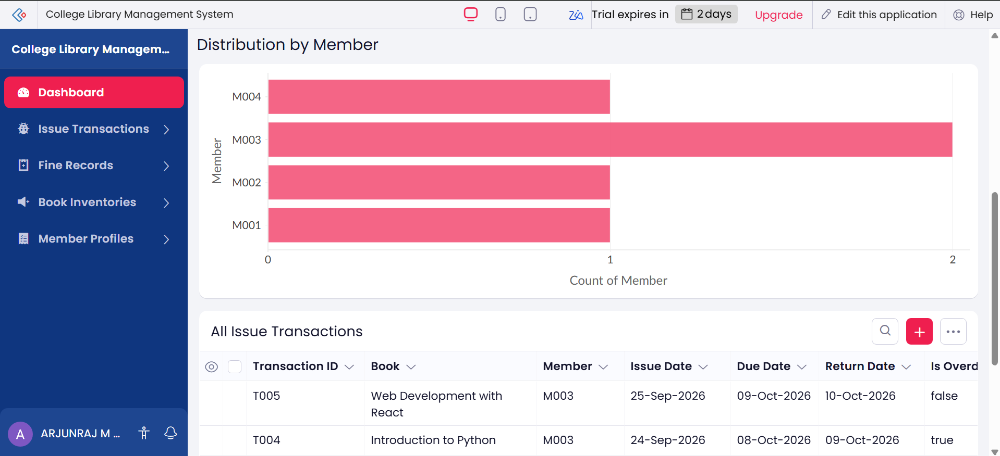 College Library Management System
Trial expires in 2 days Upgrade Edit this application Help
College Library Managem...
Dashboard
Issue Transactions
Fine Records
Book Inventories
Member Profiles
A ARJUNRAJ M ...
Distribution by Member
Member
M004
M003
M002
M001
0 1 2
Count of Member
All Issue Transactions
Transaction ID Book Member Issue Date Due Date Return Date Is Overd
T005 Web Development with React M003 25-Sep-2026 09-Oct-2026 10-Oct-2026 false
T004 Introduction to Python M003 24-Sep-2026 08-Oct-2026 09-Oct-2026 true